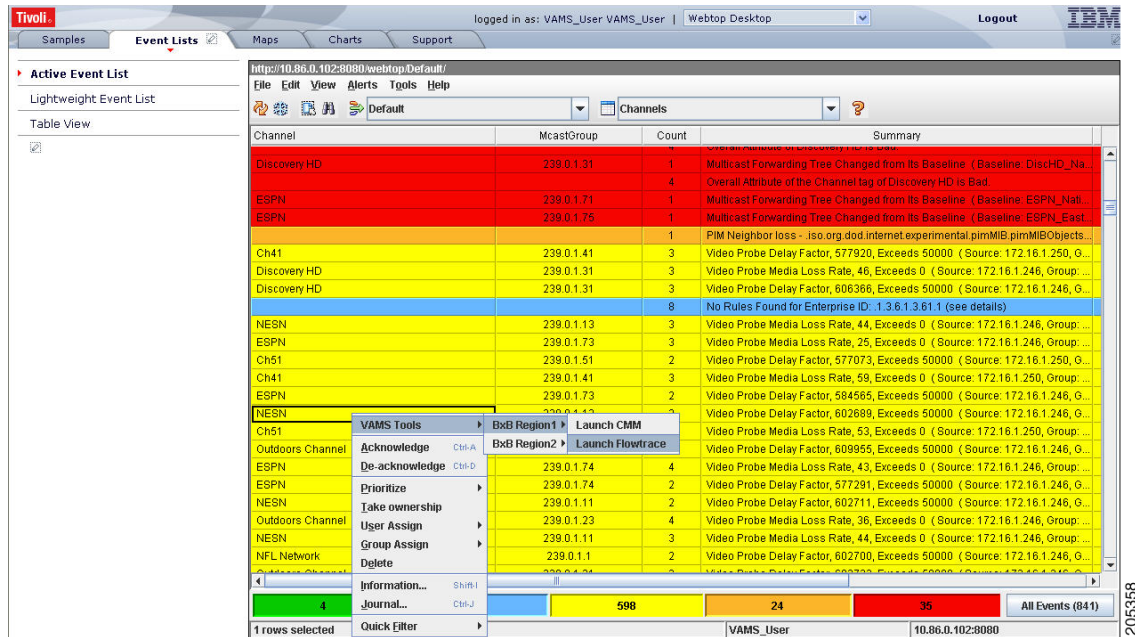 Tivoli. logged in as: VAMS_User VAMS_User | Webtop Desktop Logout IBM
Samples Event Lists Maps Charts Support
Active Event List
Lightweight Event List
Table View
http://10.86.0.102:8080/webtop/Default/
File Edit View Alerts Tools Help
Default Channels
Channel McastGroup Count Summary
4 Overall Attribute of Discovery HD is Bad.
Discovery HD 239.0.1.31 1 Multicast Forwarding Tree Changed from Its Baseline (Baseline: DiscHD_Na...
4 Overall Attribute of the Channel tag of Discovery HD is Bad.
ESPN 239.0.1.71 1 Multicast Forwarding Tree Changed from Its Baseline (Baseline: ESPN_Nati...
ESPN 239.0.1.75 1 Multicast Forwarding Tree Changed from Its Baseline (Baseline: ESPN_East...
1 PIM Neighbor loss - .iso.org.dod.internet.experimental.pimMIB.pimMIBObjects...
Ch41 239.0.1.41 3 Video Probe Delay Factor, 577920, Exceeds 50000 ( Source: 172.16.1.250, G...
Discovery HD 239.0.1.31 3 Video Probe Media Loss Rate, 46, Exceeds 0 ( Source: 172.16.1.246, Group: ...
Discovery HD 239.0.1.31 3 Video Probe Delay Factor, 606366, Exceeds 50000 ( Source: 172.16.1.246, G...
8 No Rules Found for Enterprise ID: .1.3.6.1.3.61.1 (see details)
NESN 239.0.1.13 3 Video Probe Media Loss Rate, 44, Exceeds 0 ( Source: 172.16.1.246, Group: ...
ESPN 239.0.1.73 3 Video Probe Media Loss Rate, 25, Exceeds 0 ( Source: 172.16.1.246, Group: ...
Ch51 239.0.1.51 2 Video Probe Delay Factor, 577073, Exceeds 50000 ( Source: 172.16.1.250, G...
Ch41 239.0.1.41 3 Video Probe Media Loss Rate, 59, Exceeds 0 ( Source: 172.16.1.250, Group: ...
ESPN 239.0.1.73 2 Video Probe Delay Factor, 584565, Exceeds 50000 ( Source: 172.16.1.246, G...
NESN Video Probe Delay Factor, 602689, Exceeds 50000 ( Source: 172.16.1.246, G...
Ch51 Video Probe Media Loss Rate, 53, Exceeds 0 ( Source: 172.16.1.250, Group: ...
Outdoors Channel Video Probe Delay Factor, 609955, Exceeds 50000 ( Source: 172.16.1.246, G...
ESPN 239.0.1.74 4 Video Probe Media Loss Rate, 43, Exceeds 0 ( Source: 172.16.1.246, Group: ...
ESPN 239.0.1.74 2 Video Probe Delay Factor, 577291, Exceeds 50000 ( Source: 172.16.1.246, G...
NESN 239.0.1.11 2 Video Probe Delay Factor, 602711, Exceeds 50000 ( Source: 172.16.1.246, G...
Outdoors Channel 239.0.1.23 4 Video Probe Media Loss Rate, 36, Exceeds 0 ( Source: 172.16.1.246, Group: ...
NESN 239.0.1.11 3 Video Probe Media Loss Rate, 44, Exceeds 0 ( Source: 172.16.1.246, Group: ...
NFL Network 239.0.1.1 2 Video Probe Delay Factor, 602700, Exceeds 50000 ( Source: 172.16.1.246, G...
VAMS Tools
Acknowledge Ctrl-A
De-acknowledge Ctrl-D
Prioritize
Take ownership
User Assign
Group Assign
Delete
Information... Shift-I
Journal... Ctrl-J
Quick Filter
BxB Region1
BxB Region2
Launch CMM
Launch Flowtrace
4 598 24 35 All Events (841)
1 rows selected VAMS_User 10.86.0.102:8080
205358